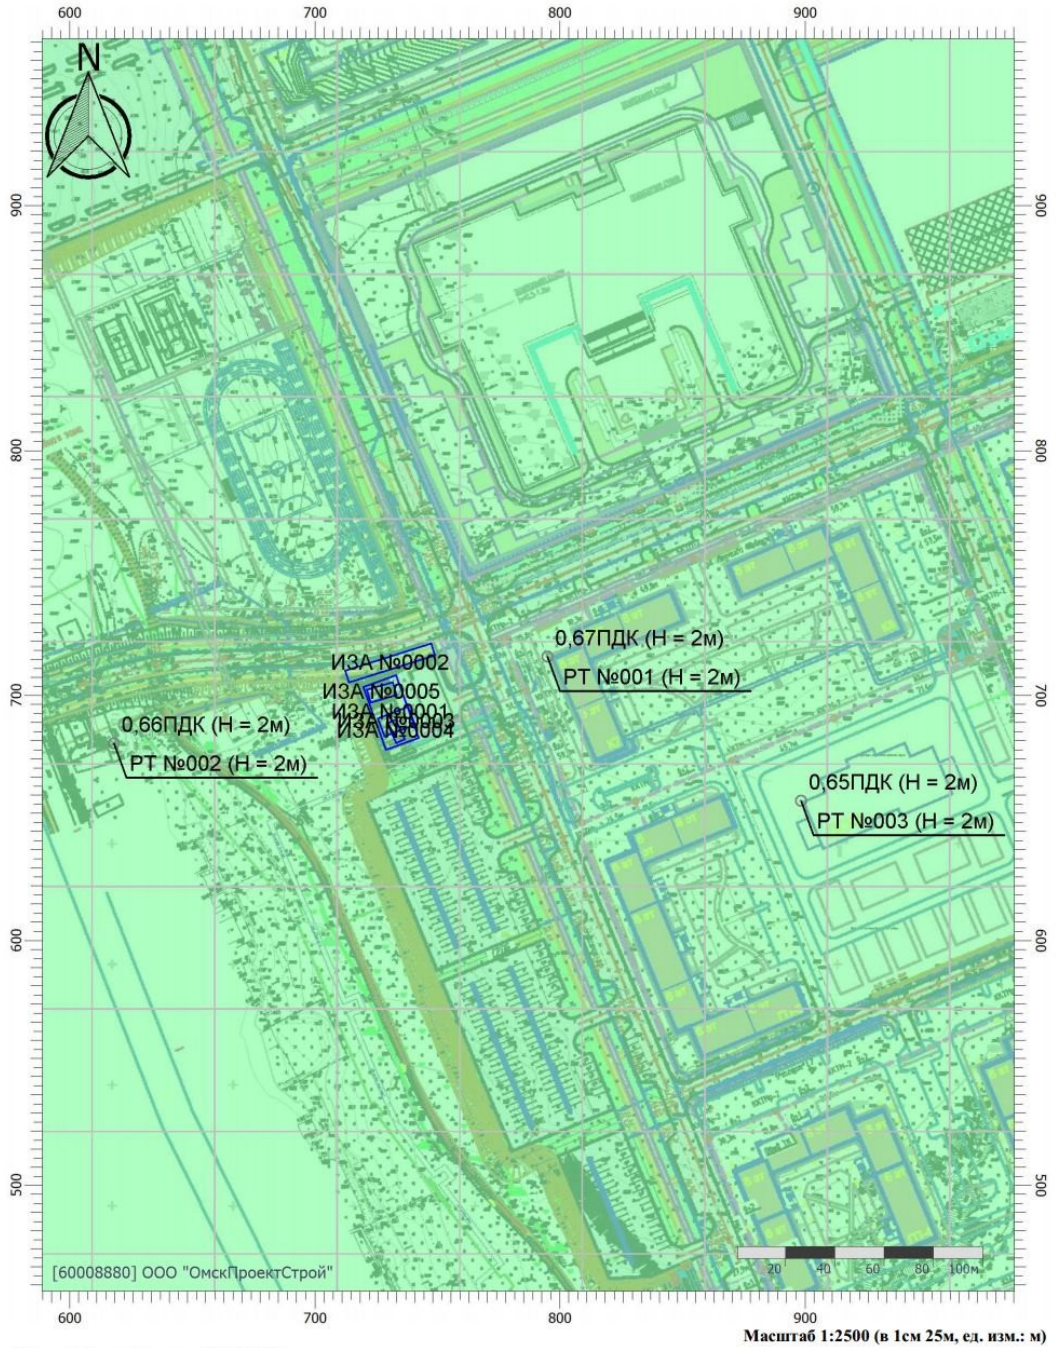 600 700 800 900
N
900 900
800 800
0,67ПДК (H = 2м)
РТ №001 (H = 2м)
ИЗА №0002
ИЗА №0005
ИЗА №0001
ИЗА №0003
ИЗА №0004
700 700
0,66ПДК (H = 2м)
РТ №002 (H = 2м)
0,65ПДК (H = 2м)
РТ №003 (H = 2м)
600 600
500 500
20 40 60 80 100м
[60008880] ООО "ОмскПроектСтрой"
600 700 800 900
Масштаб 1:2500 (в 1см 25м, ед. изм.: м)